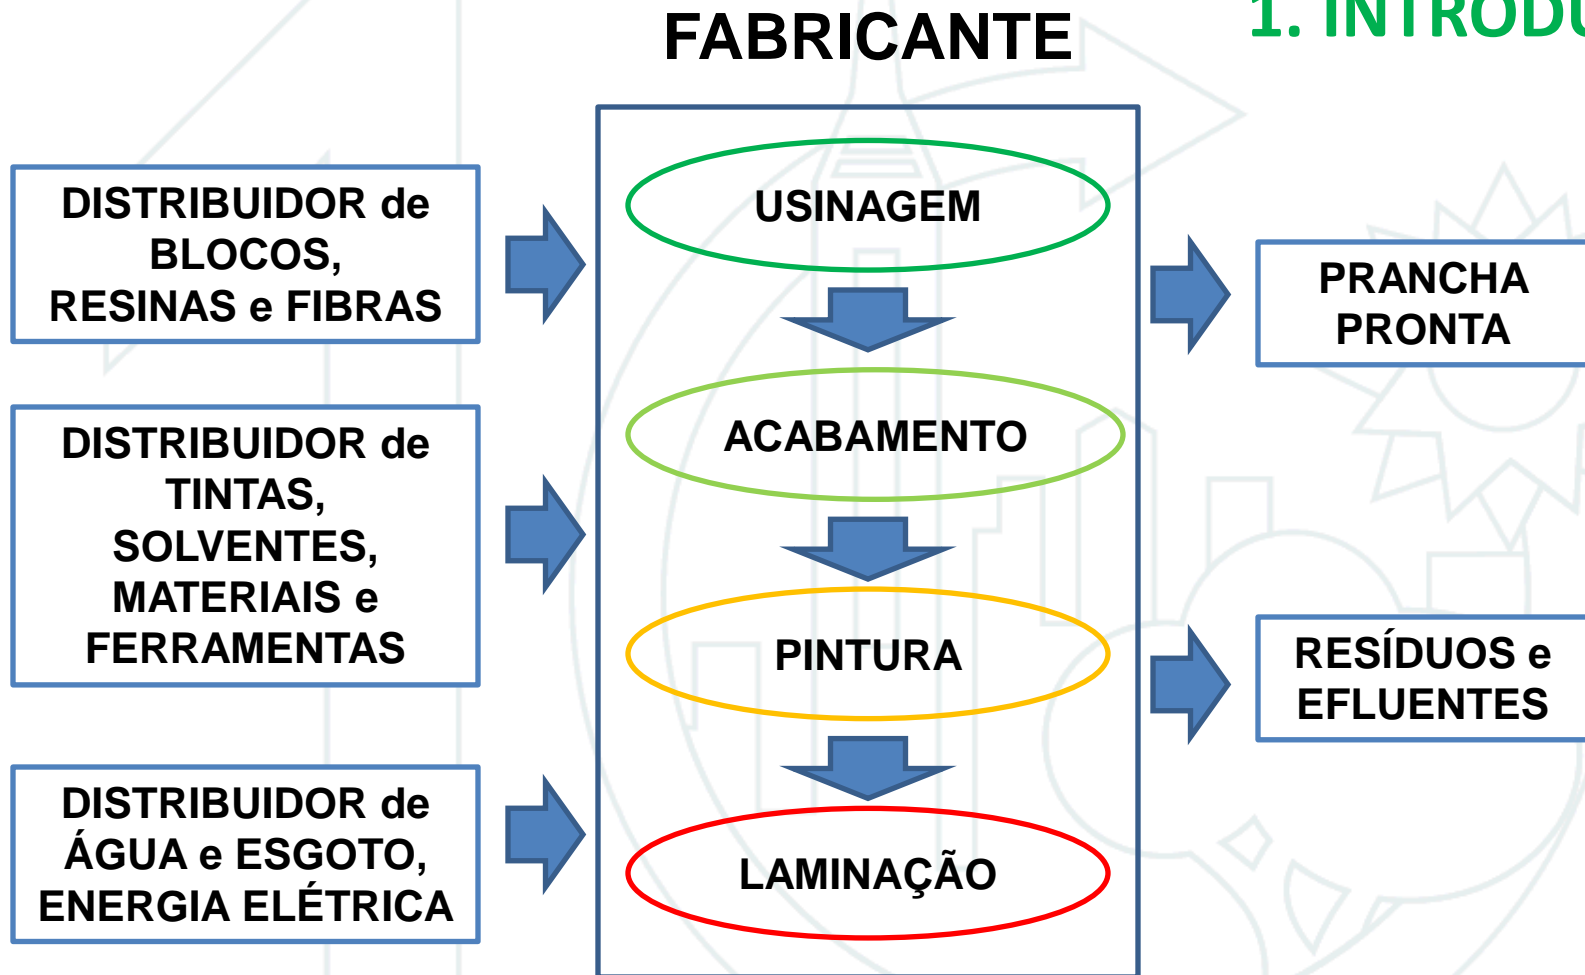 FABRICANTE
1. INTRODU
DISTRIBUIDOR de
BLOCOS,
RESINAS e FIBRAS
DISTRIBUIDOR de
TINTAS,
SOLVENTES,
MATERIAIS e
FERRAMENTAS
DISTRIBUIDOR de
ÁGUA e ESGOTO,
ENERGIA ELÉTRICA
USINAGEM
ACABAMENTO
PINTURA
LAMINAÇÃO
PRANCHA
PRONTA
RESÍDUOS e
EFLUENTES